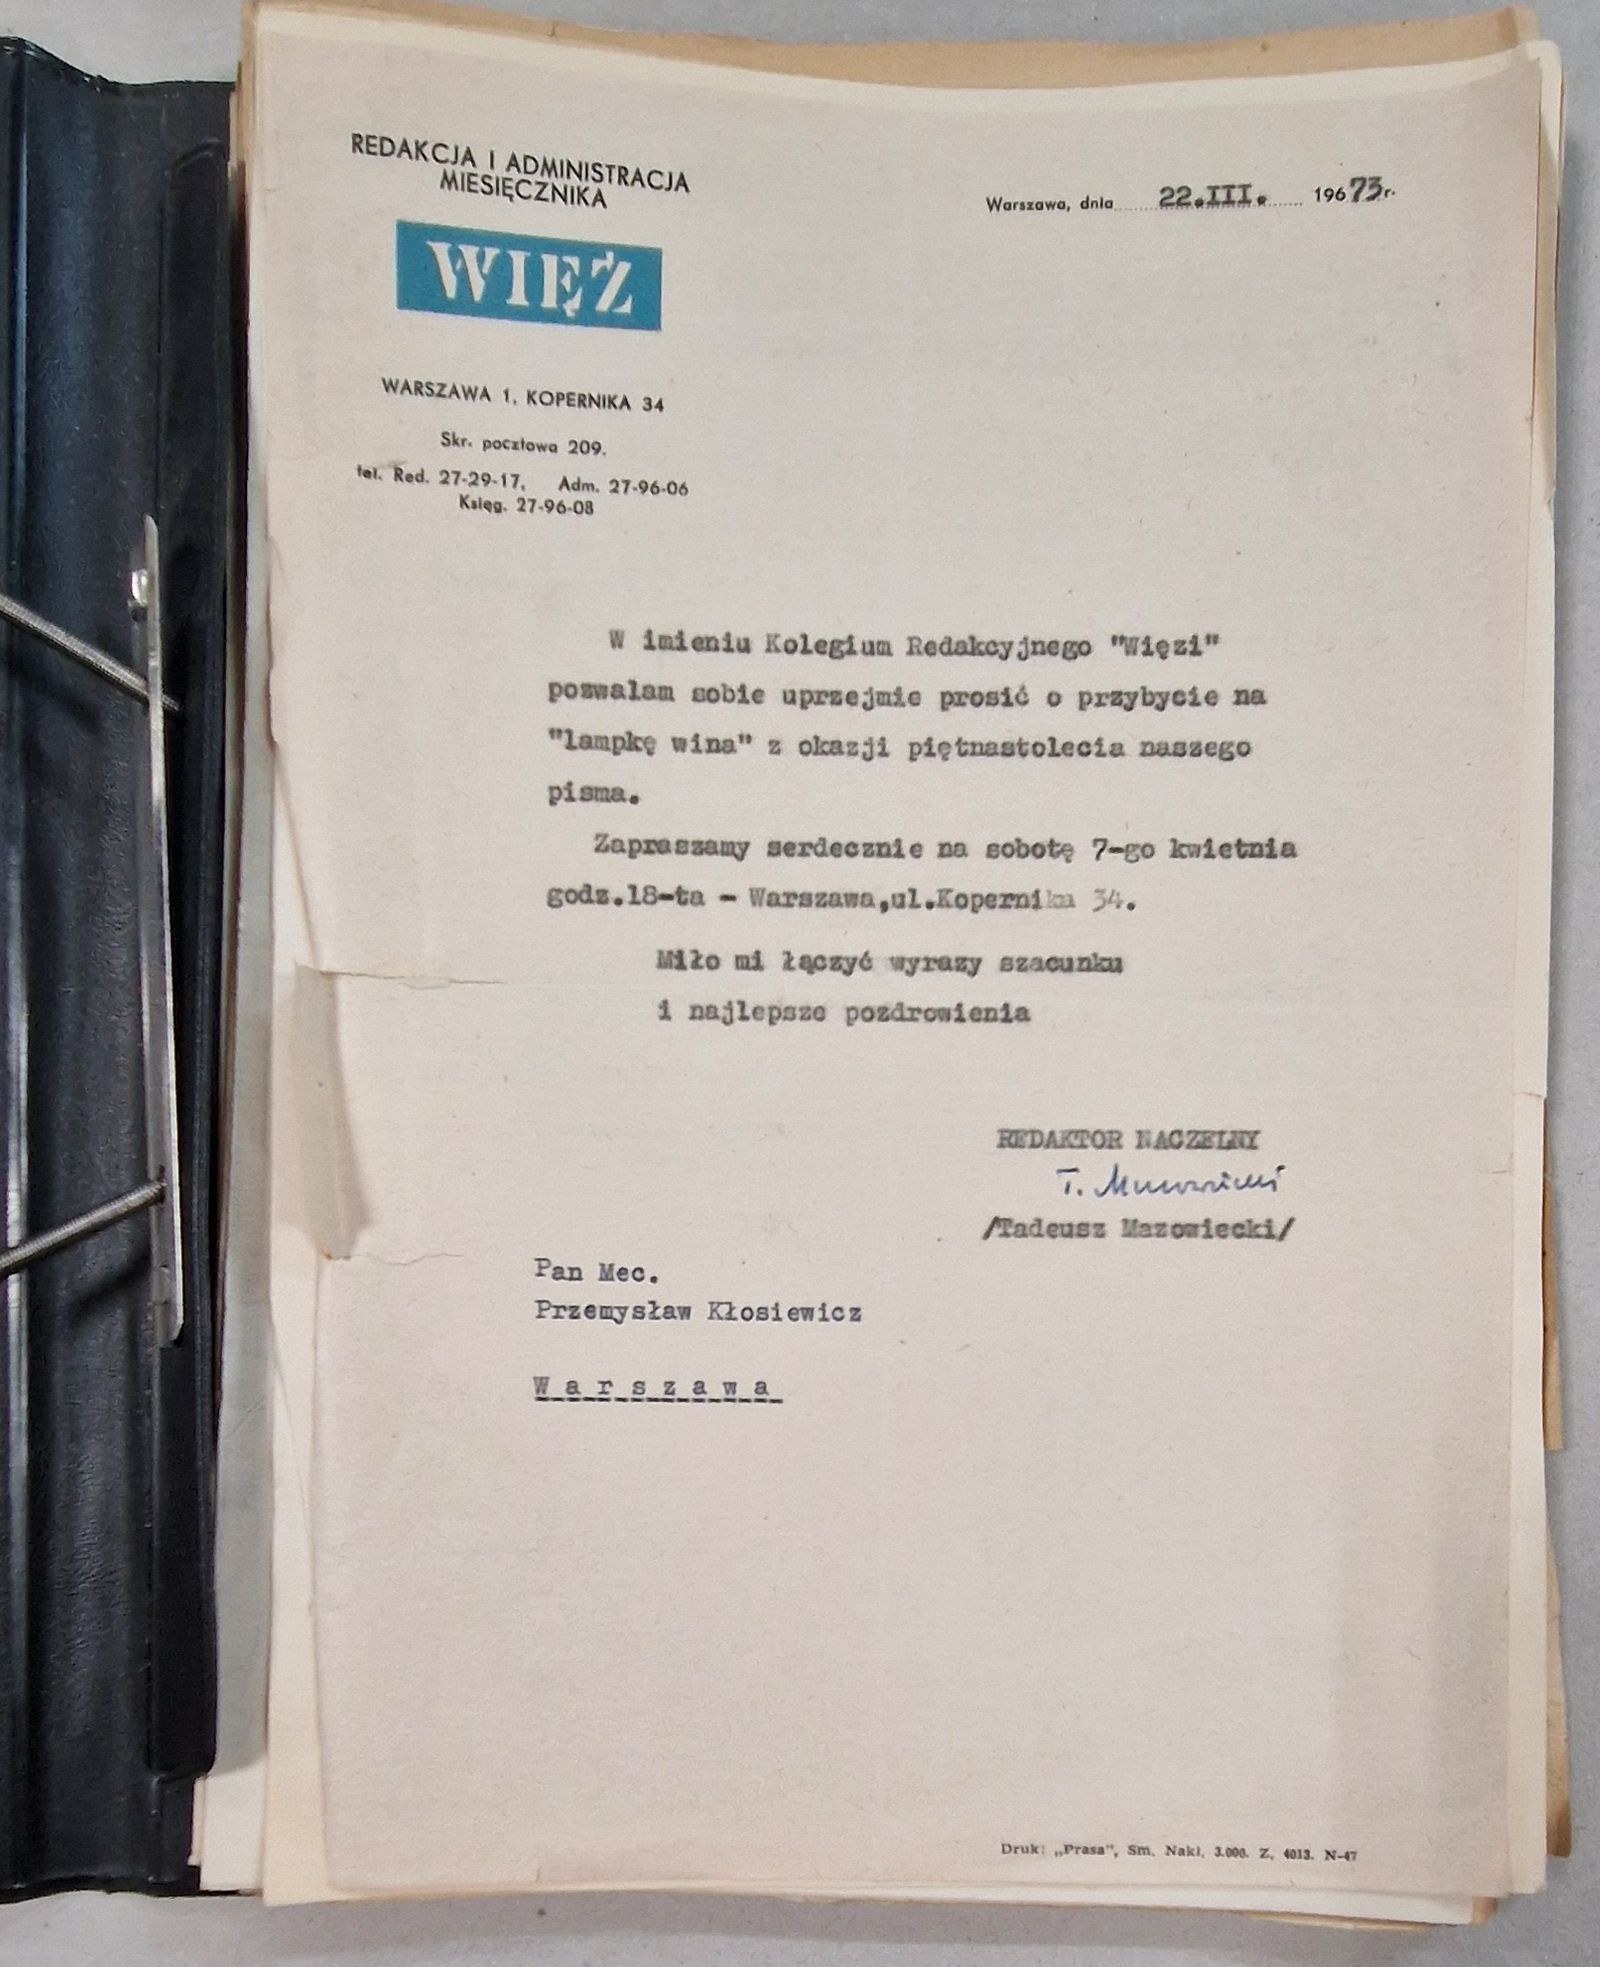 REDAKCJA I ADMINISTRACJA
MIESIĘCZNIKA
WIĘŹ
WARSZAWA 1, KOPERNIKA 34
Skr. pocztowa 209.
tel. Red. 27-29-17, Adm. 27-96-06
Księg. 27-96-08
Warszawa, dnia 22.III. 19673r.
W imieniu Kolegium Redakcyjnego "Więzi"
pozwalam sobie uprzejmie prosić o przybycie na
"lampkę wina" z okazji piętnastolecia naszego
pisma.
Zapraszamy serdecznie na sobotę 7-go kwietnia
godz.18-ta - Warszawa,ul.Kopernika 34.
Miło mi łączyć wyrazy szacunku
i najlepsze pozdrowienia
REDAKTOR NACZELNY
T. Mazowiecki
/Tadeusz Mazowiecki/
Pan Mec.
Przemysław Kłosiewicz
W a r s z a w a
Druk: „Prasa", Sm. Nakl. 3.000. Z. 4013. N-47